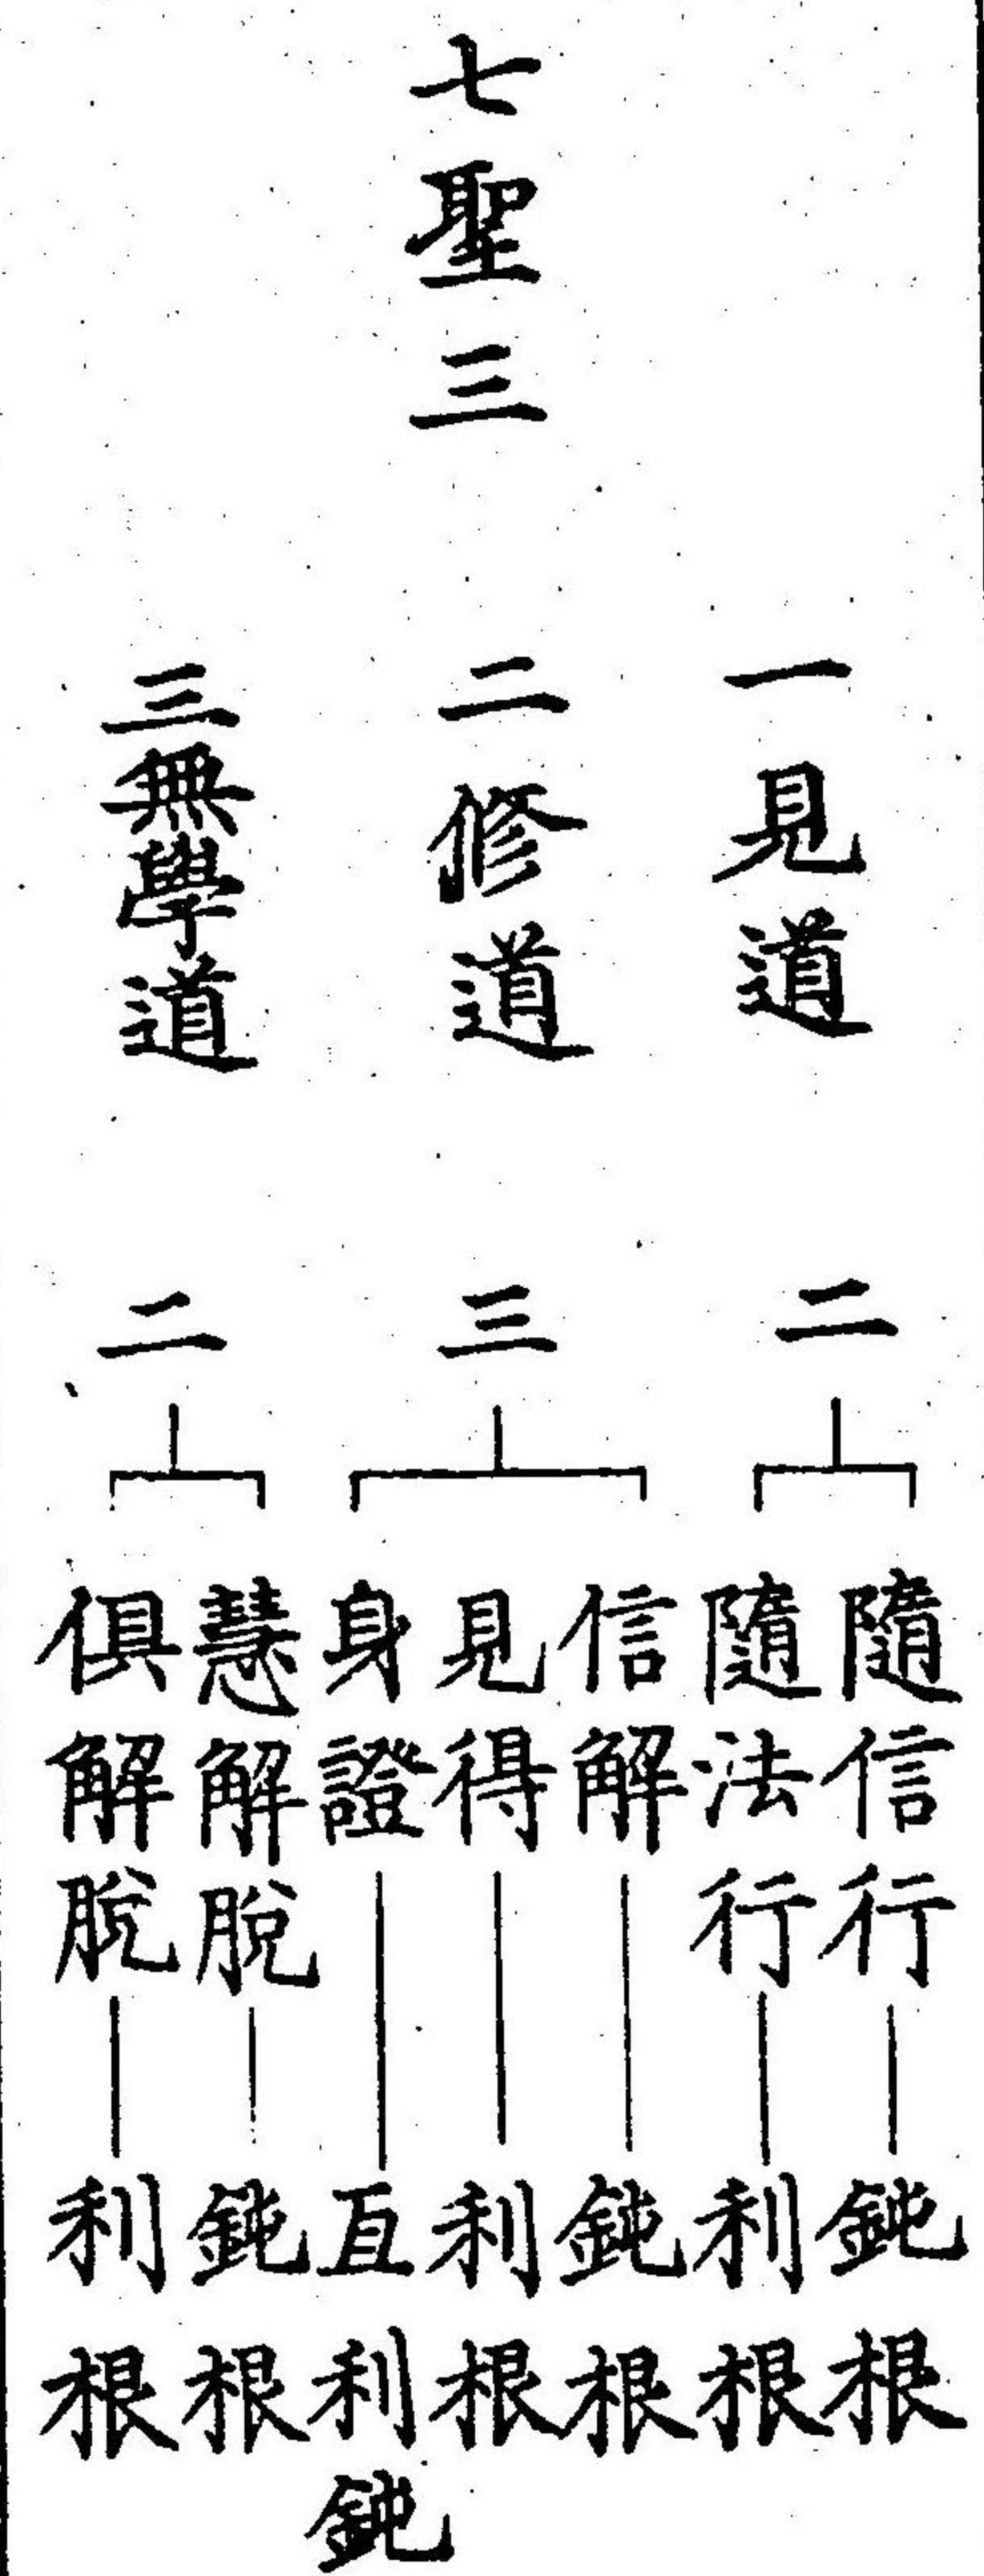 七聖三
一見道
二修道
三無學道
二
三
二
隨信行
隨法行
信解
見得
身證
慧解脫
俱解脫
鈍根
利根
鈍根
利根
亙利鈍
鈍根
利根